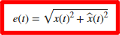 e(t) = √(x(t)² + x̂(t)²)